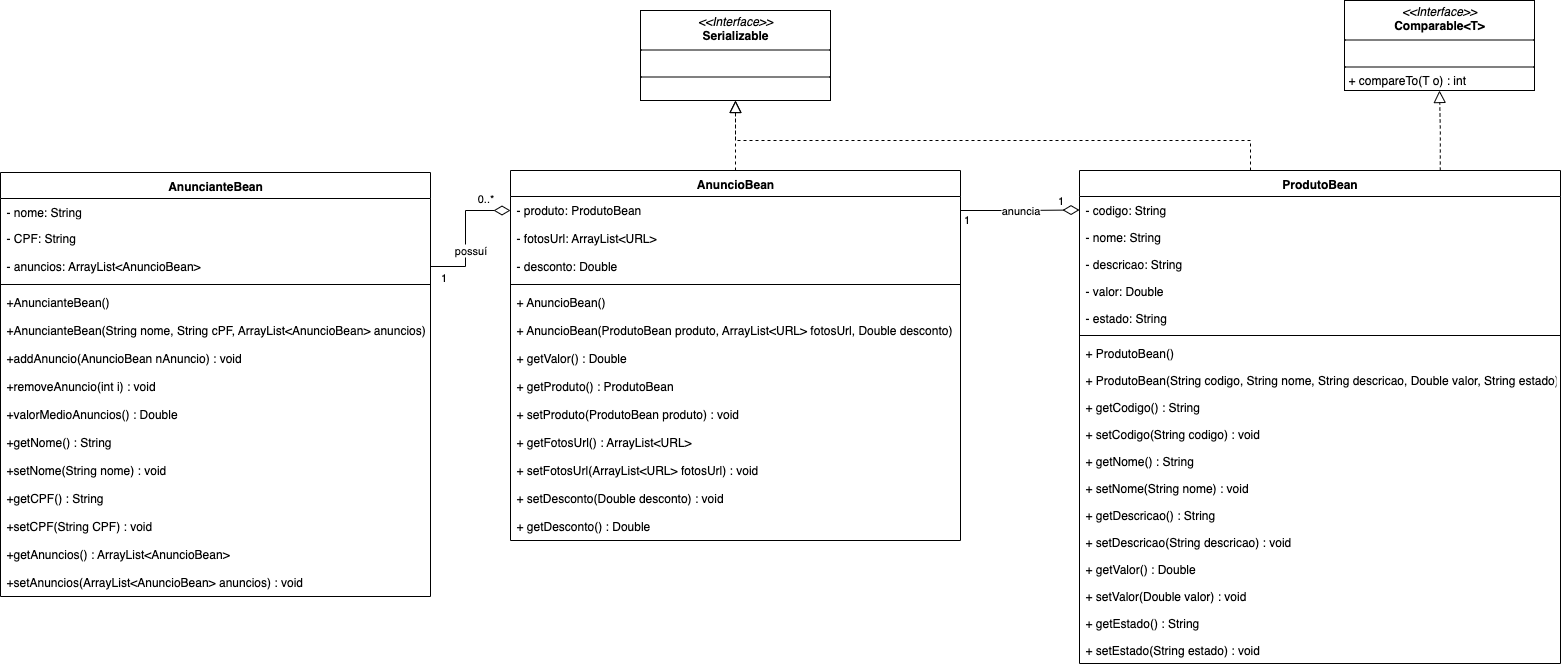 <<Interface>>
Serializable
<<Interface>>
Comparable<T>
+ compareTo(T o) : int
AnuncianteBean
- nome: String
- CPF: String
- anuncios: ArrayList<AnuncioBean>
+AnuncianteBean()
+AnuncianteBean(String nome, String cPF, ArrayList<AnuncioBean> anuncios)
+addAnuncio(AnuncioBean nAnuncio) : void
+removeAnuncio(int i) : void
+valorMedioAnuncios() : Double
+getNome() : String
+setNome(String nome) : void
+getCPF() : String
+setCPF(String CPF) : void
+getAnuncios() : ArrayList<AnuncioBean>
+setAnuncios(ArrayList<AnuncioBean> anuncios) : void
0..*
possuí
1
AnuncioBean
- produto: ProdutoBean
- fotosUrl: ArrayList<URL>
- desconto: Double
+ AnuncioBean()
+ AnuncioBean(ProdutoBean produto, ArrayList<URL> fotosUrl, Double desconto)
+ getValor() : Double
+ getProduto() : ProdutoBean
+ setProduto(ProdutoBean produto) : void
+ getFotosUrl() : ArrayList<URL>
+ setFotosUrl(ArrayList<URL> fotosUrl) : void
+ setDesconto(Double desconto) : void
+ getDesconto() : Double
1
anuncia
1
ProdutoBean
- codigo: String
- nome: String
- descricao: String
- valor: Double
- estado: String
+ ProdutoBean()
+ ProdutoBean(String codigo, String nome, String descricao, Double valor, String estado)
+ getCodigo() : String
+ setCodigo(String codigo) : void
+ getNome() : String
+ setNome(String nome) : void
+ getDescricao() : String
+ setDescricao(String descricao) : void
+ getValor() : Double
+ setValor(Double valor) : void
+ getEstado() : String
+ setEstado(String estado) : void